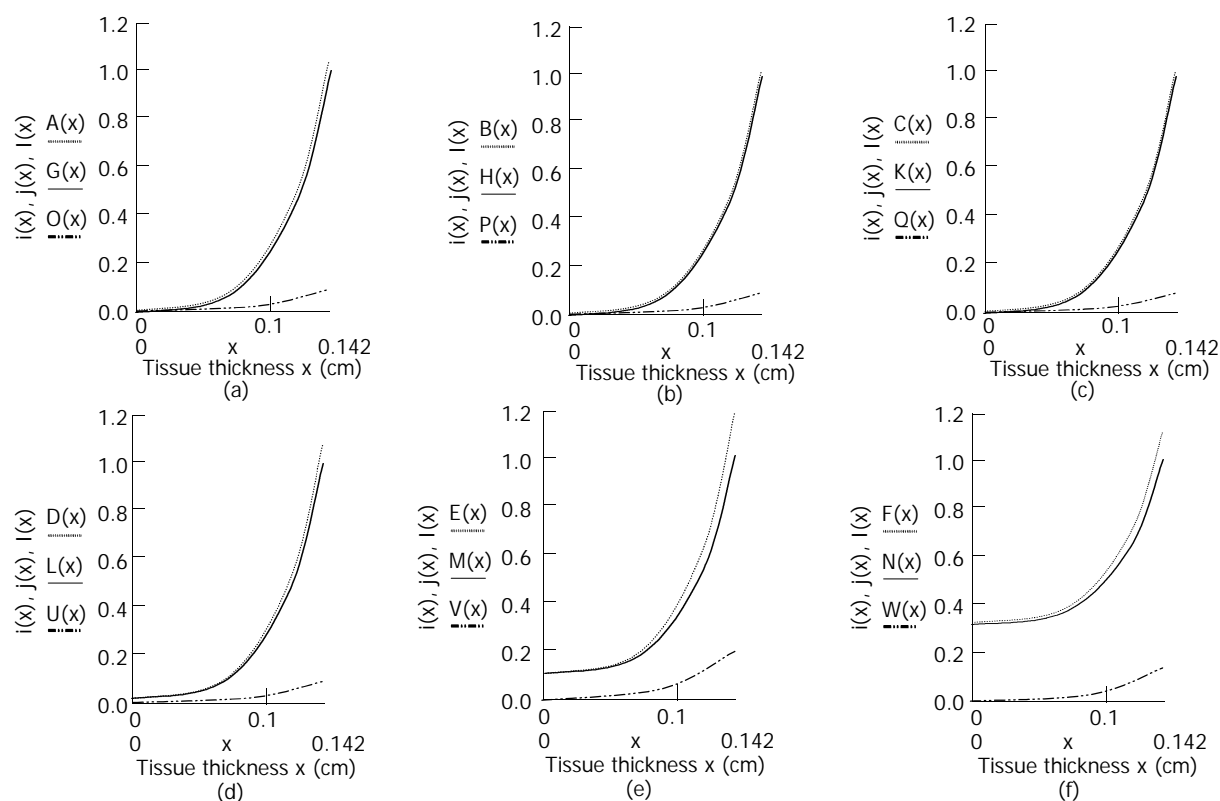 1.2
1.0
0.8
0.6
0.4
0.2
0.0
i(x), j(x), I(x)
A(x)
G(x)
O(x)
0
0.1
0
x
0.142
Tissue thickness x (cm)
(a)
1.2
1.0
0.8
0.6
0.4
0.2
0.0
i(x), j(x), I(x)
B(x)
H(x)
P(x)
0
0.1
0
x
0.142
Tissue thickness x (cm)
(b)
1.2
1.0
0.8
0.6
0.4
0.2
0.0
i(x), j(x), I(x)
C(x)
K(x)
Q(x)
0
0.1
0
x
0.142
Tissue thickness x (cm)
(c)
1.2
1.0
0.8
0.6
0.4
0.2
0.0
i(x), j(x), I(x)
D(x)
L(x)
U(x)
0
0.1
0
x
0.142
Tissue thickness x (cm)
(d)
1.2
1.0
0.8
0.6
0.4
0.2
0.0
i(x), j(x), I(x)
E(x)
M(x)
V(x)
0
0.1
0
x
0.142
Tissue thickness x (cm)
(e)
1.2
1.0
0.8
0.6
0.4
0.2
0.0
i(x), j(x), I(x)
F(x)
N(x)
W(x)
0
0.1
0
x
0.142
Tissue thickness x (cm)
(f)